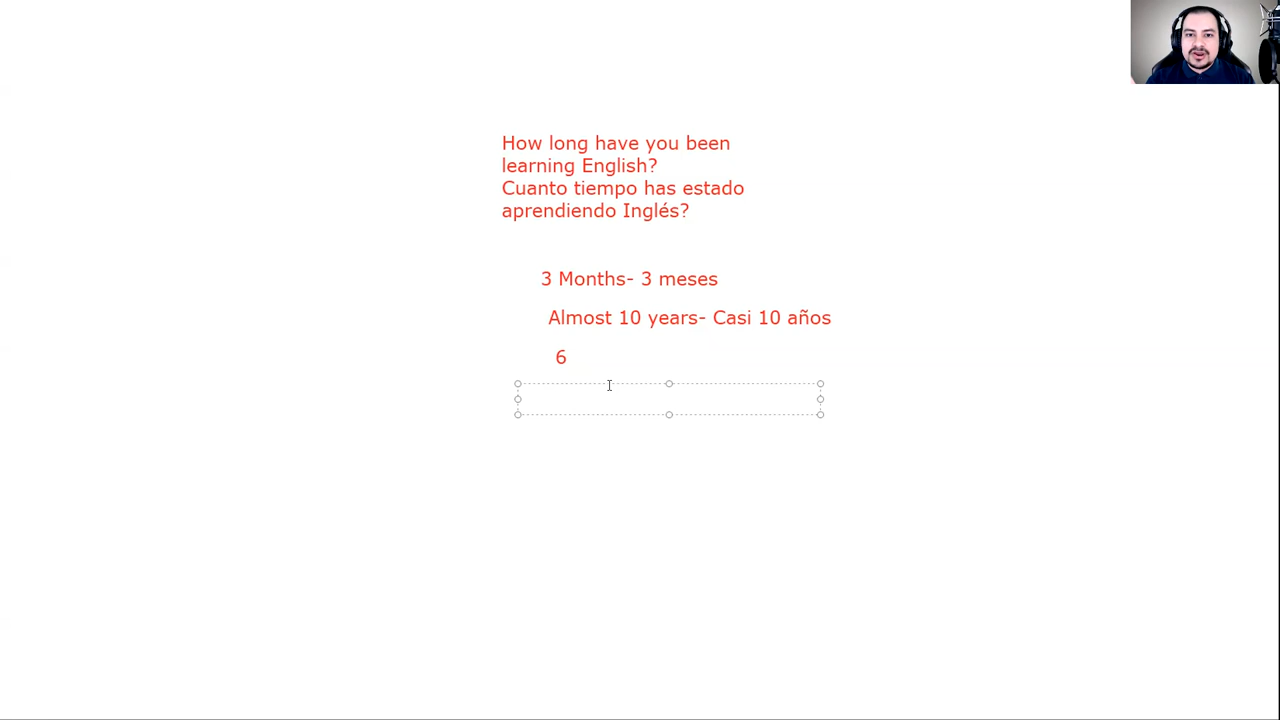 How long have you been
learning English?
Cuanto tiempo has estado
aprendiendo Inglés?
3 Months- 3 meses
Almost 10 years- Casi 10 años
6